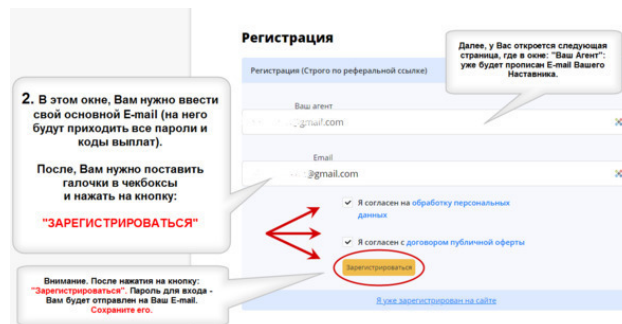 Регистрация
Далее, у Вас откроется следующая
страница, где в окне: "Ваш Агент":
уже будет прописан E-mail Вашего
Наставника.
Регистрация (Строго по реферальной ссылке)
2. В этом окне, Вам нужно ввести
свой основной E-mail (на него
будут приходить все пароли и
коды выплат).
После, Вам нужно поставить
галочки в чекбоксы
и нажать на кнопку:
"ЗАРЕГИСТРИРОВАТЬСЯ"
Ваш агент
@gmail.com
Email
@gmail.com
Я согласен на обработку персональных
данных
Я согласен с договором публичной оферты
Зарегистрироваться
Внимание. После нажатия на кнопку:
"Зарегистрироваться". Пароль для входа -
Вам будет отправлен на Ваш E-mail.
Сохраните его.
Я уже зарегистрирован на сайте